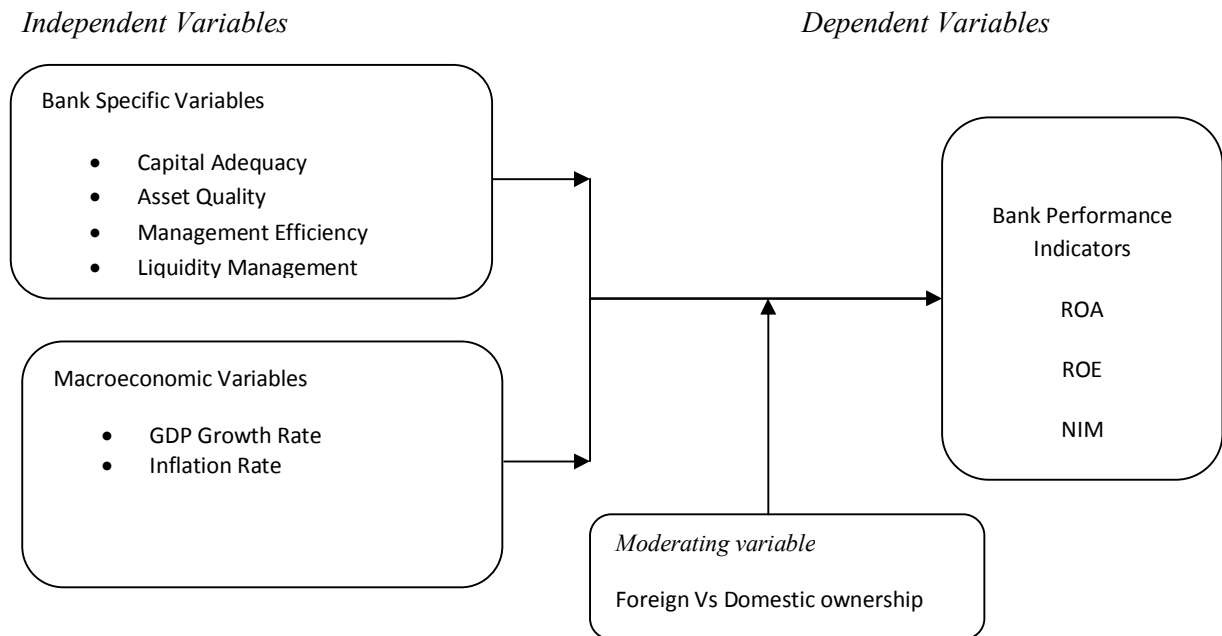 Independent Variables
Dependent Variables
Bank Specific Variables
• Capital Adequacy
• Asset Quality
• Management Efficiency
• Liquidity Management
Macroeconomic Variables
• GDP Growth Rate
• Inflation Rate
Bank Performance
Indicators
ROA
ROE
NIM
Moderating variable
Foreign Vs Domestic ownership